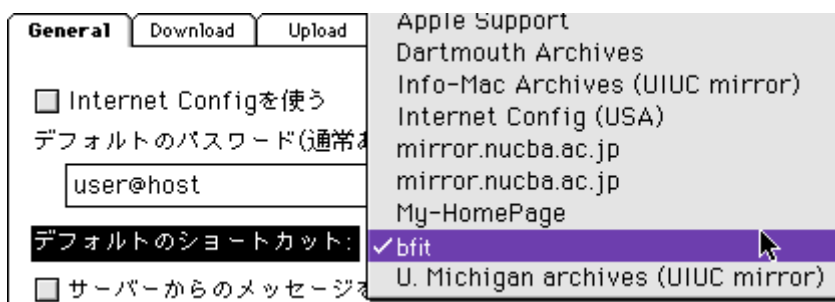 General Download Upload
Internet Configを使う
デフォルトのパスワード(通常
user@host
デフォルトのショートカット:
サーバーからのメッセージ
Apple Support
Dartmouth Archives
Info-Mac Archives (UIUC mirror)
Internet Config (USA)
mirror.nucba.ac.jp
mirror.nucba.ac.jp
My-HomePage
✓bfit
U. Michigan archives (UIUC mirror)